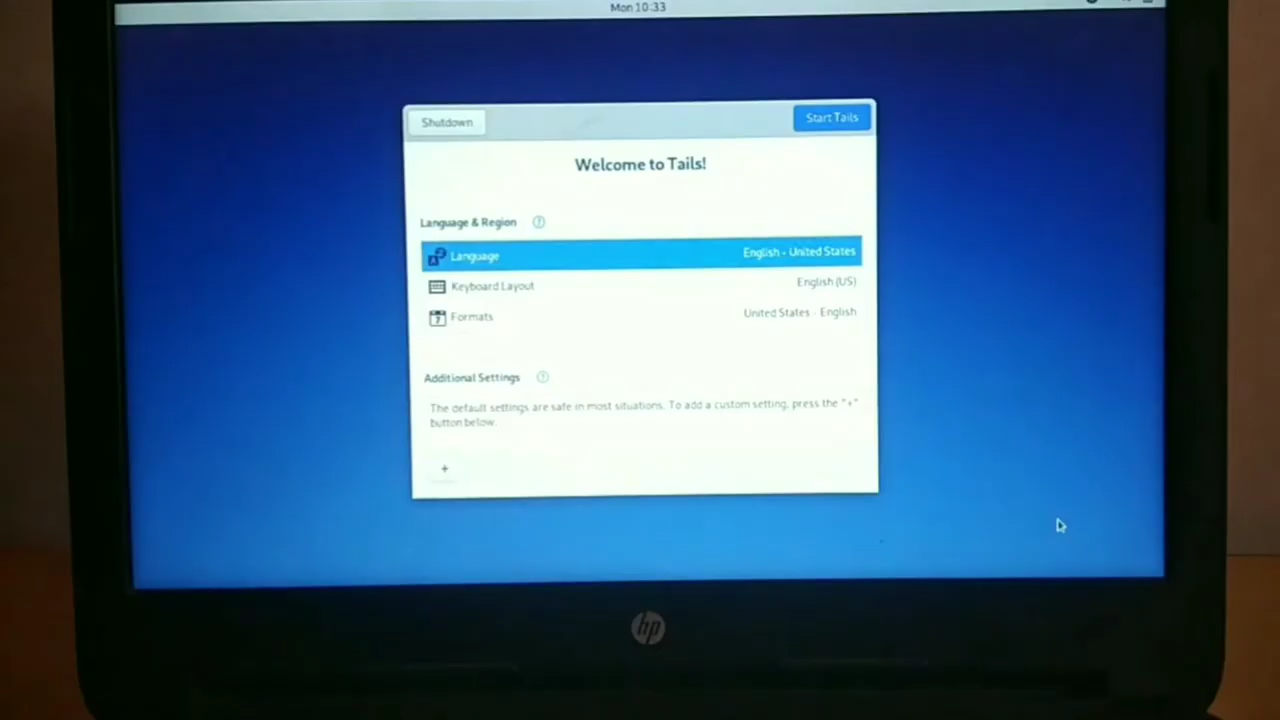 Mon 10:33
Shutdown
Start Tails
Welcome to Tails!
Language & Region
Language
English - United States
Keyboard Layout
English (US)
Formats
United States - English
Additional Settings
The default settings are safe in most situations. To add a custom setting, press the "+"
button below.
+
hp